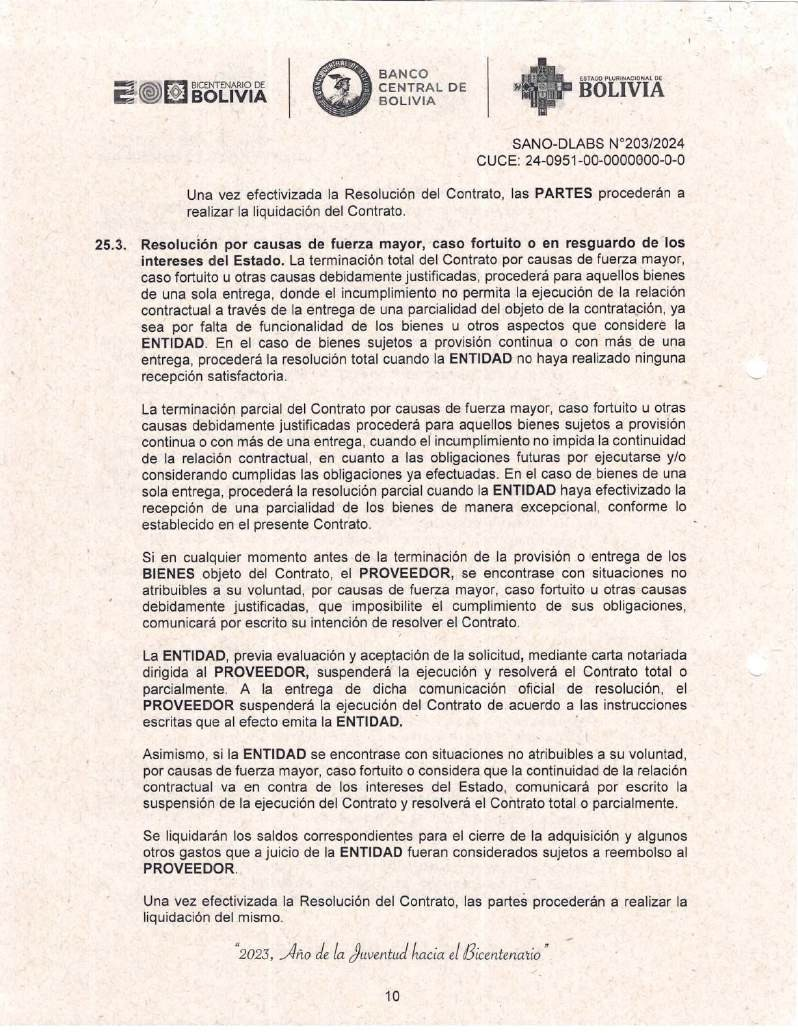 BICENTENARIO DE
BOLIVIA
BANCO
CENTRAL DE
BOLIVIA
ESTADO PLURINACIONAL DE
BOLIVIA
SANO-DLABS N°203/2024
CUCE: 24-0951-00-0000000-0-0
Una vez efectivizada la Resolución del Contrato, las PARTES procederán a
realizar la liquidación del Contrato.
25.3. Resolución por causas de fuerza mayor, caso fortuito o en resguardo de los
intereses del Estado. La terminación total del Contrato por causas de fuerza mayor,
caso fortuito u otras causas debidamente justificadas, procederá para aquellos bienes
de una sola entrega, donde el incumplimiento no permita la ejecución de la relación
contractual a través de la entrega de una parcialidad del objeto de la contratación, ya
sea por falta de funcionalidad de los bienes u otros aspectos que considere la
ENTIDAD. En el caso de bienes sujetos a provisión continua o con más de una
entrega, procederá la resolución total cuando la ENTIDAD no haya realizado ninguna
recepción satisfactoria.
La terminación parcial del Contrato por causas de fuerza mayor, caso fortuito u otras
causas debidamente justificadas procederá para aquellos bienes sujetos a provisión
continua o con más de una entrega, cuando el incumplimiento no impida la continuidad
de la relación contractual, en cuanto a las obligaciones futuras por ejecutarse y/o
considerando cumplidas las obligaciones ya efectuadas. En el caso de bienes de una
sola entrega, procederá la resolución parcial cuando la ENTIDAD haya efectivizado la
recepción de una parcialidad de los bienes de manera excepcional, conforme lo
establecido en el presente Contrato.
Si en cualquier momento antes de la terminación de la provisión o entrega de los
BIENES objeto del Contrato, el PROVEEDOR, se encontrase con situaciones no
atribuibles a su voluntad, por causas de fuerza mayor, caso fortuito u otras causas
debidamente justificadas, que imposibilite el cumplimiento de sus obligaciones,
comunicará por escrito su intención de resolver el Contrato.
La ENTIDAD, previa evaluación y aceptación de la solicitud, mediante carta notariada
dirigida al PROVEEDOR, suspenderá la ejecución y resolverá el Contrato total o
parcialmente. A la entrega de dicha comunicación oficial de resolución, el
PROVEEDOR suspenderá la ejecución del Contrato de acuerdo a las instrucciones
escritas que al efecto emita la ENTIDAD.
Asimismo, si la ENTIDAD se encontrase con situaciones no atribuibles a su voluntad,
por causas de fuerza mayor, caso fortuito o considera que la continuidad de la relación
contractual va en contra de los intereses del Estado, comunicará por escrito la
suspensión de la ejecución del Contrato y resolverá el Contrato total o parcialmente.
Se liquidarán los saldos correspondientes para el cierre de la adquisición y algunos
otros gastos que a juicio de la ENTIDAD fueran considerados sujetos a reembolso al
PROVEEDOR.
Una vez efectivizada la Resolución del Contrato, las partes procederán a realizar la
liquidación del mismo.
"2023, Año de la Juventud hacia el Bicentenario"
10